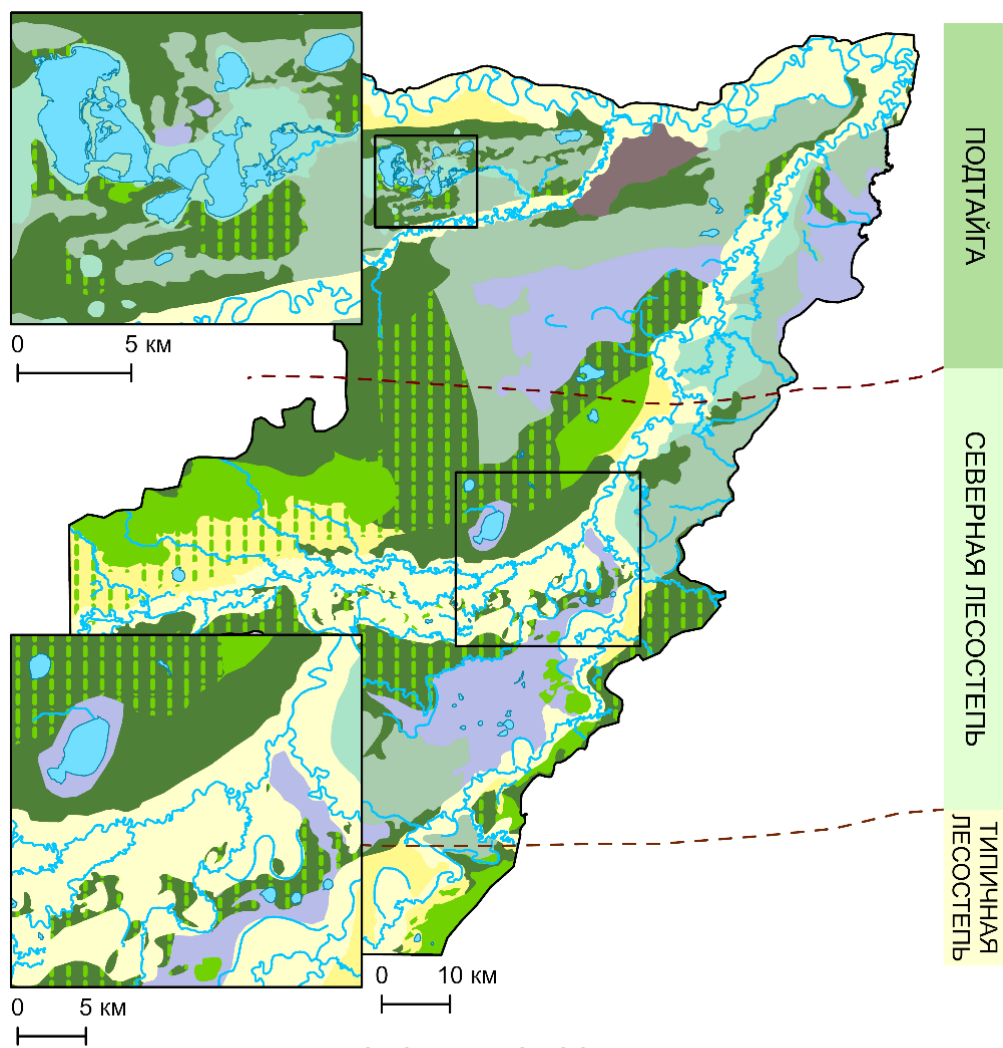 0 5 км
ПОДТАЙГА
СЕВЕРНАЯ ЛЕСОСТЕПЬ
ТИПИЧНАЯ
ЛЕСОСТЕПЬ
0 10 км
0 5 км